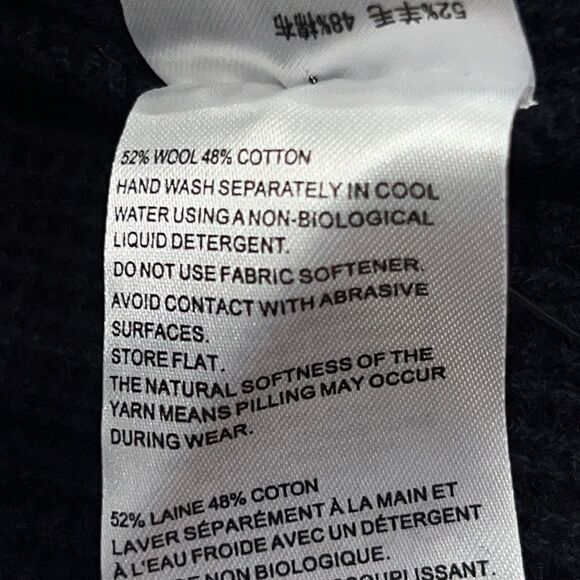 52%羊毛 48%棉布
52% WOOL 48% COTTON
HAND WASH SEPARATELY IN COOL
WATER USING A NON-BIOLOGICAL
LIQUID DETERGENT.
DO NOT USE FABRIC SOFTENER.
AVOID CONTACT WITH ABRASIVE
SURFACES.
STORE FLAT.
THE NATURAL SOFTNESS OF THE
YARN MEANS PILLING MAY OCCUR
DURING WEAR.
52% LAINE 48% COTON
LAVER SÉPARÉMENT À LA MAIN ET
À L'EAU FROIDE AVEC UN DÉTERGENT
NON BIOLOGIQUE.